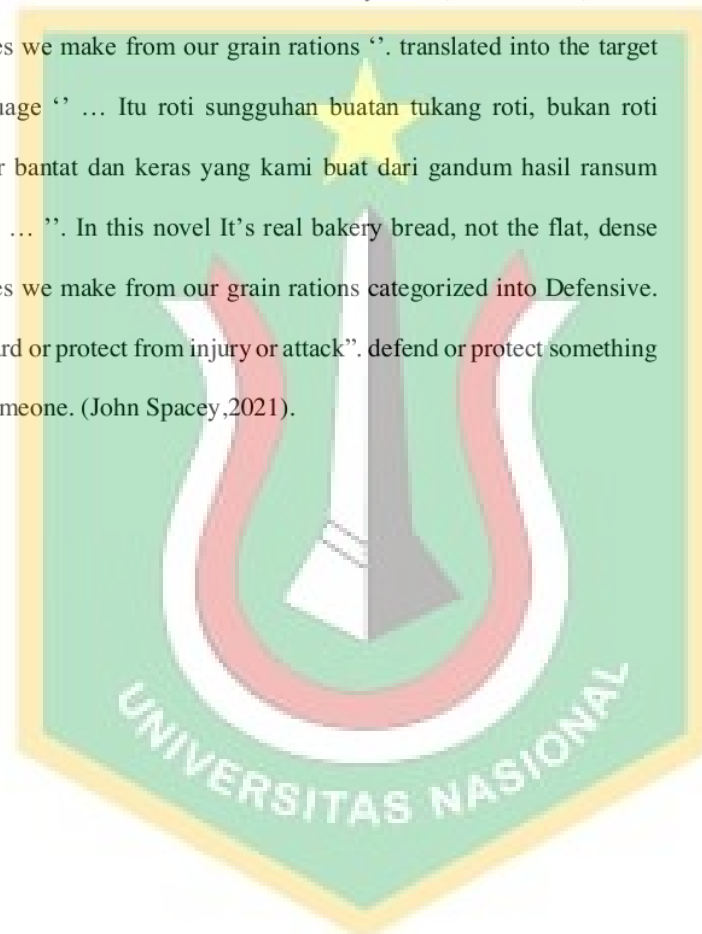 es we make from our grain rations ‘’. translated into the target
uage ‘’ … Itu roti sungguhan buatan tukang roti, bukan roti
r bantat dan keras yang kami buat dari gandum hasil ransum
… ’’. In this novel It’s real bakery bread, not the flat, dense
es we make from our grain rations categorized into Defensive.
ard or protect from injury or attack”. defend or protect something
meone. (John Spacey,2021).
UNIVERSITAS NASIONAL